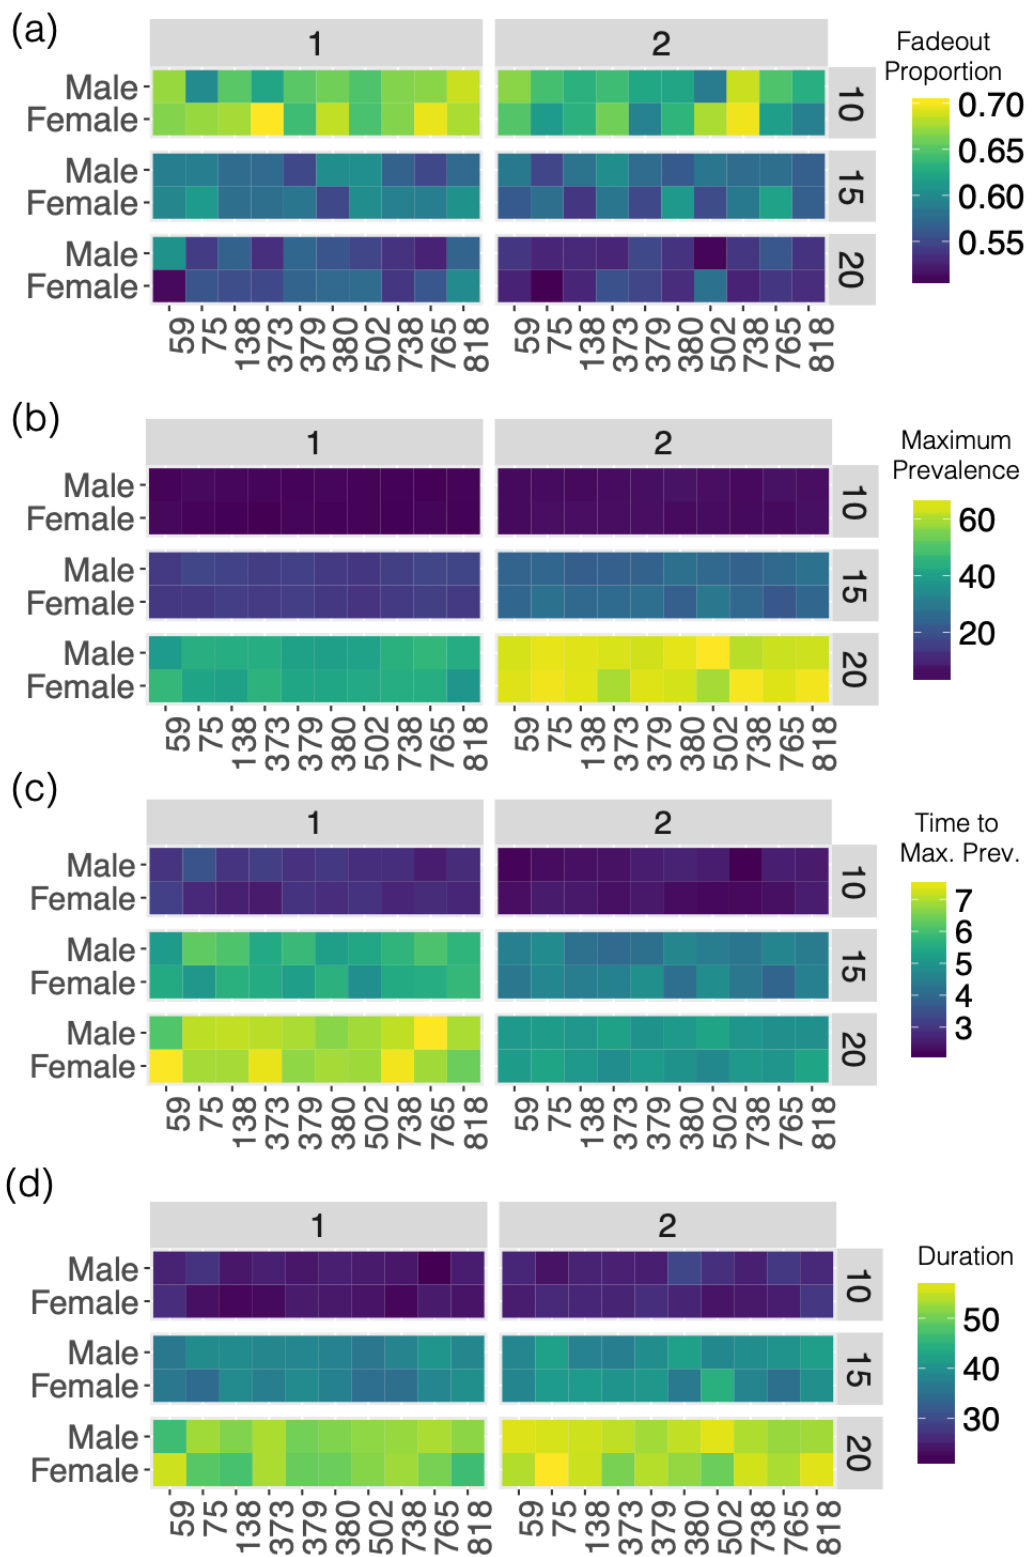 (a)
1 2
Fadeout
Proportion
Male
Female
10
Male
Female
15
Male
Female
20
0.70
0.65
0.60
0.55
59 75 138 373 379 380 502 738 765 818 59 75 138 373 379 380 502 738 765 818
(b)
1 2
Maximum
Prevalence
Male
Female
10
Male
Female
15
Male
Female
20
60
40
20
59 75 138 373 379 380 502 738 765 818 59 75 138 373 379 380 502 738 765 818
(c)
1 2
Time to
Max. Prev.
Male
Female
10
Male
Female
15
Male
Female
20
7
6
5
4
3
59 75 138 373 379 380 502 738 765 818 59 75 138 373 379 380 502 738 765 818
(d)
1 2
Duration
Male
Female
10
Male
Female
15
Male
Female
20
50
40
30
59 75 138 373 379 380 502 738 765 818 59 75 138 373 379 380 502 738 765 818